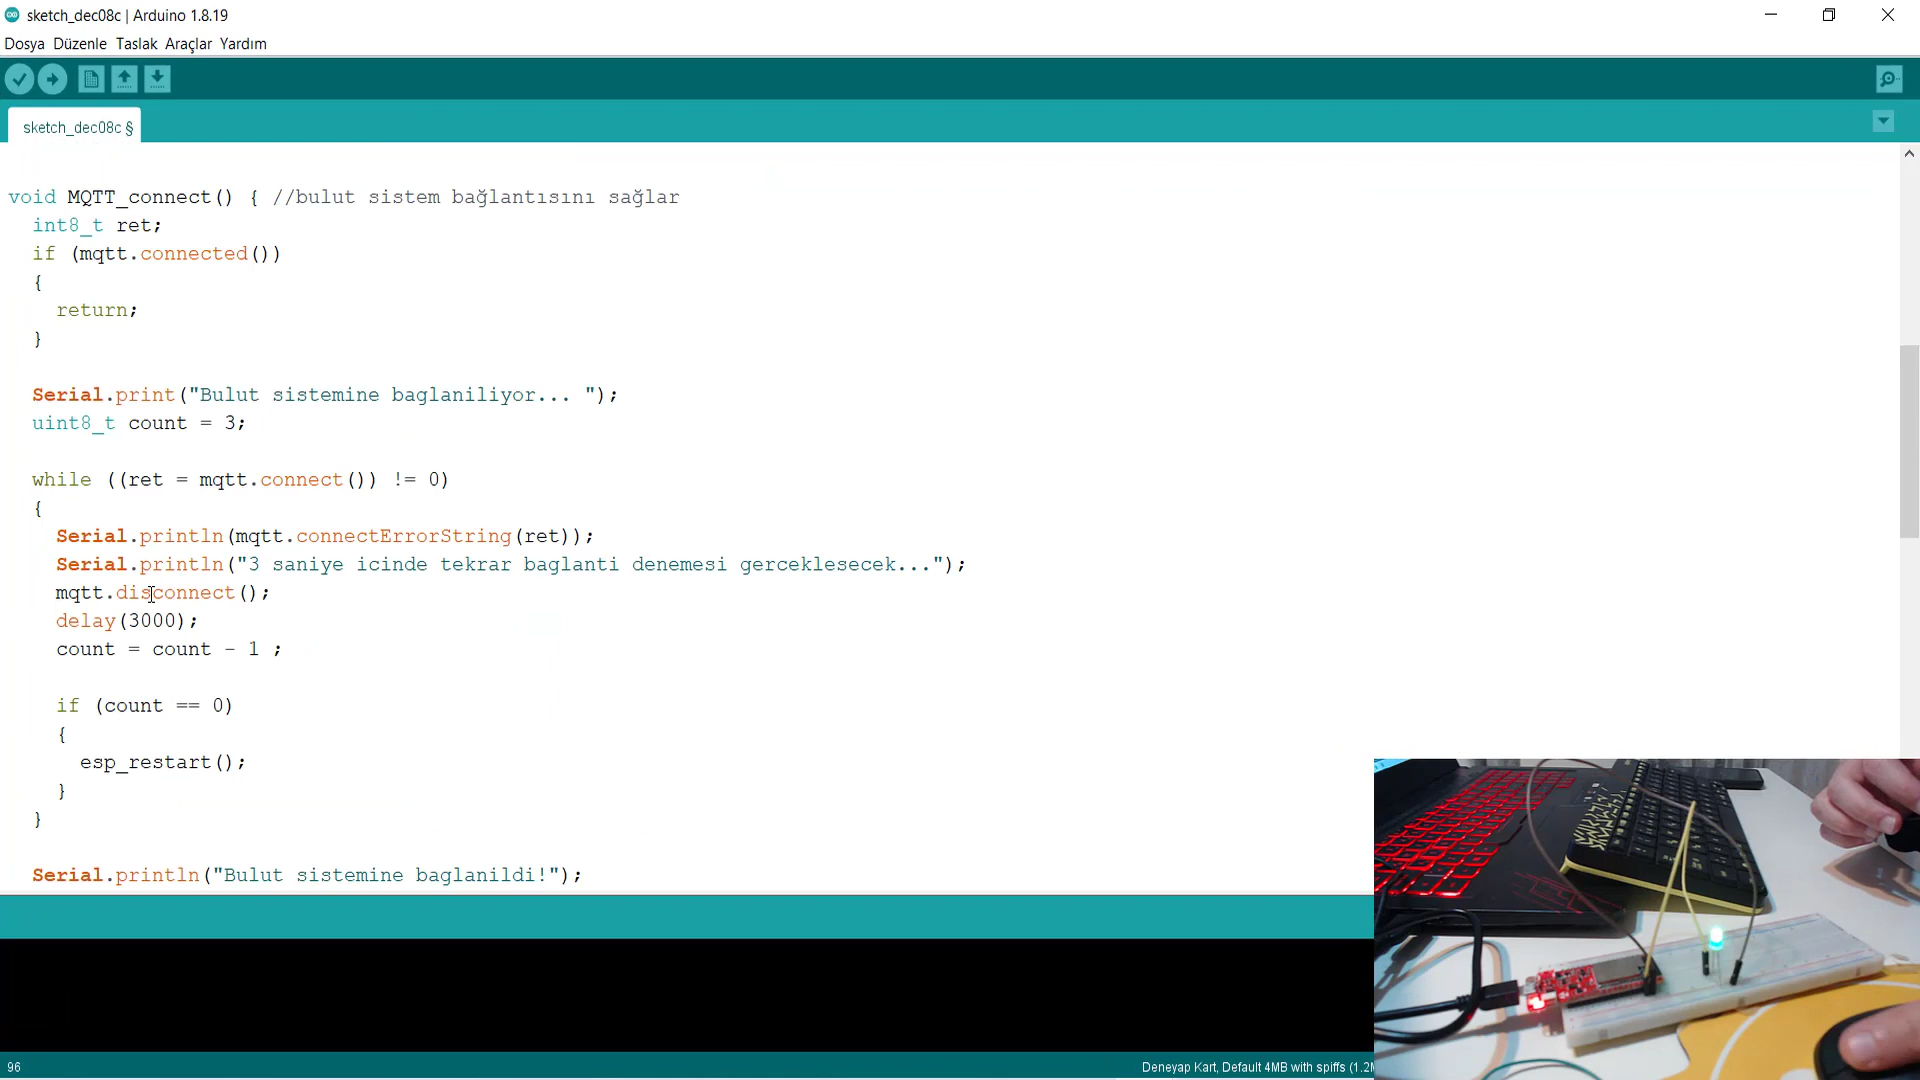 sketch_dec08c | Arduino 1.8.19
Dosya Düzenle Taslak Araçlar Yardım
sketch_dec08c §
void MQTT_connect() { //bulut sistem bağlantısını sağlar
int8_t ret;
if (mqtt.connected())
{
return;
}
Serial.print("Bulut sistemine baglaniliyor... ");
uint8_t count = 3;
while ((ret = mqtt.connect()) != 0)
{
Serial.println(mqtt.connectErrorString(ret));
Serial.println("3 saniye icinde tekrar baglanti denemesi gerceklesecek...");
mqtt.disconnect();
delay(3000);
count = count - 1 ;
if (count == 0)
{
esp_restart();
}
}
Serial.println("Bulut sistemine baglanildi!");
96
Deneyap Kart, Default 4MB with spiffs (1.2M